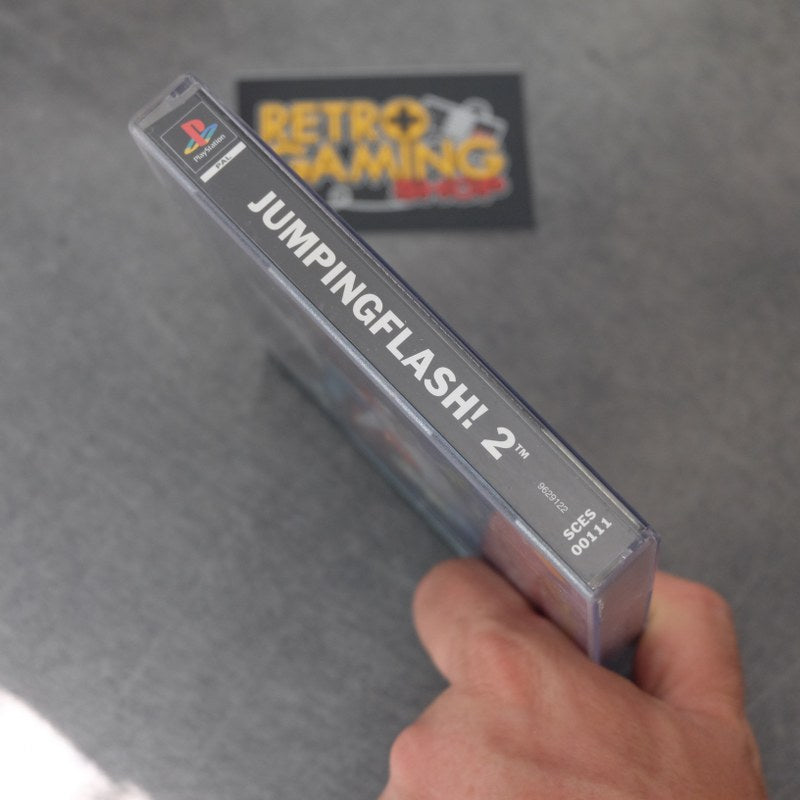 RETRO
GAMING
SHOP
PlayStation
PAL
JUMPINGFLASH! 2™
9629122
SCES
00111